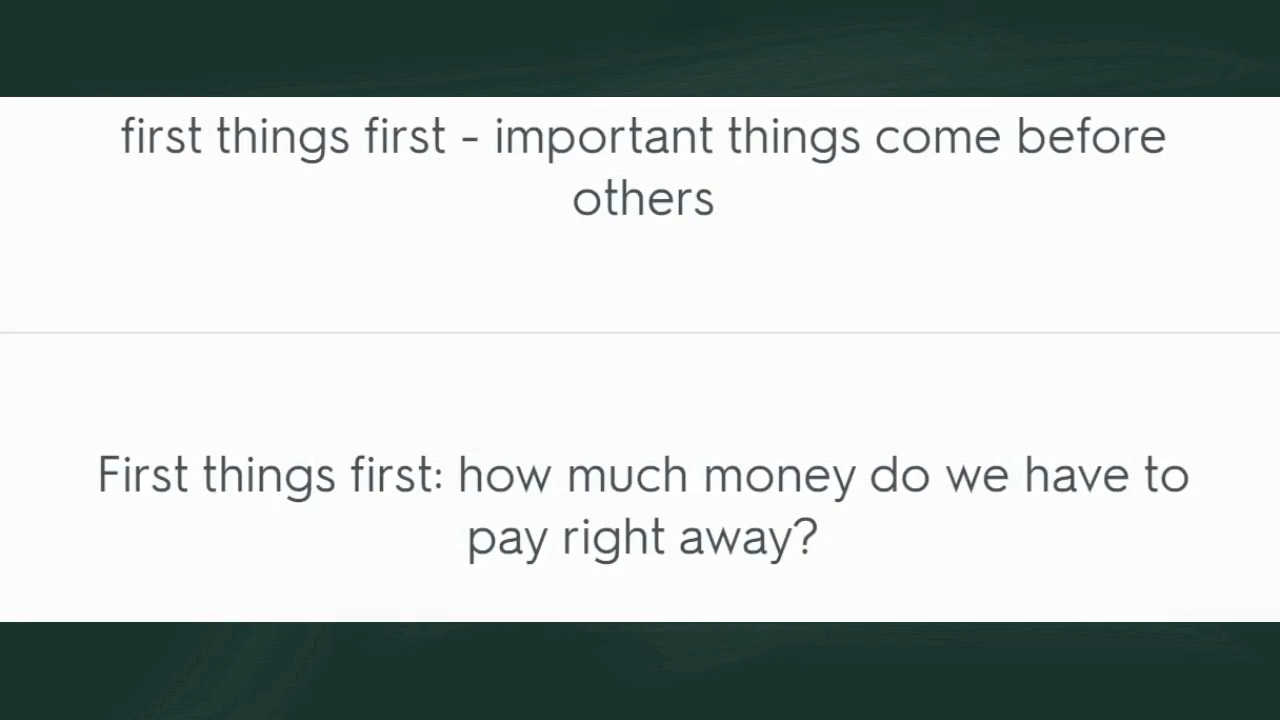 first things first - important things come before
others
First things first: how much money do we have to
pay right away?